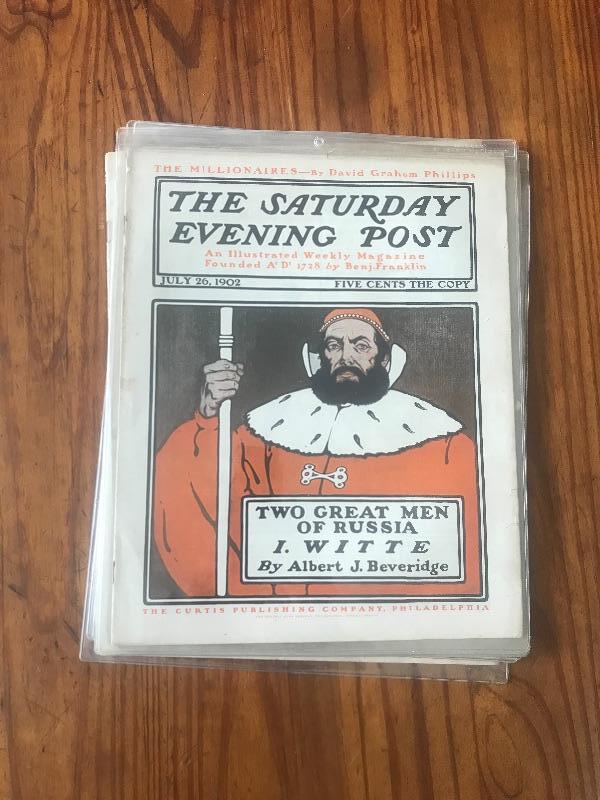 THE MILLIONAIRES—By David Graham Phillips
THE SATURDAY
EVENING POST
An Illustrated Weekly Magazine
Founded Aº Dⁱ 1728 by Benj. Franklin
JULY 26, 1902 FIVE CENTS THE COPY
TWO GREAT MEN
OF RUSSIA
I. WITTE
By Albert J. Beveridge
THE CURTIS PUBLISHING COMPANY, PHILADELPHIA